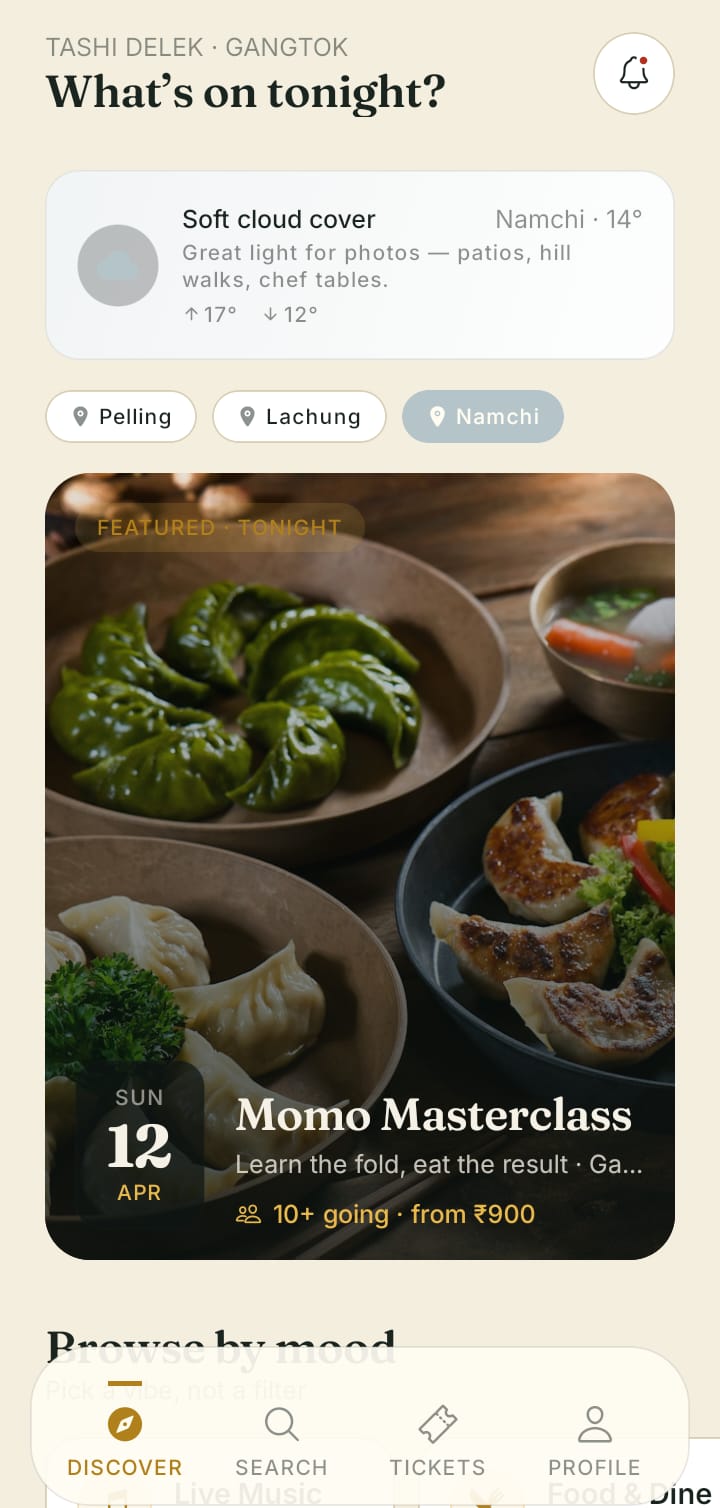 TASHI DELEK · GANGTOK
What’s on tonight?
Soft cloud cover
Namchi · 14°
Great light for photos — patios, hill
walks, chef tables.
↑ 17° ↓ 12°
Pelling
Lachung
Namchi
FEATURED · TONIGHT
SUN
12
APR
Momo Masterclass
Learn the fold, eat the result · Ga...
10+ going · from ₹900
Browse by mood
Pick a vibe, not a filter
DISCOVER
SEARCH
TICKETS
PROFILE
Live Music
Food & Dine